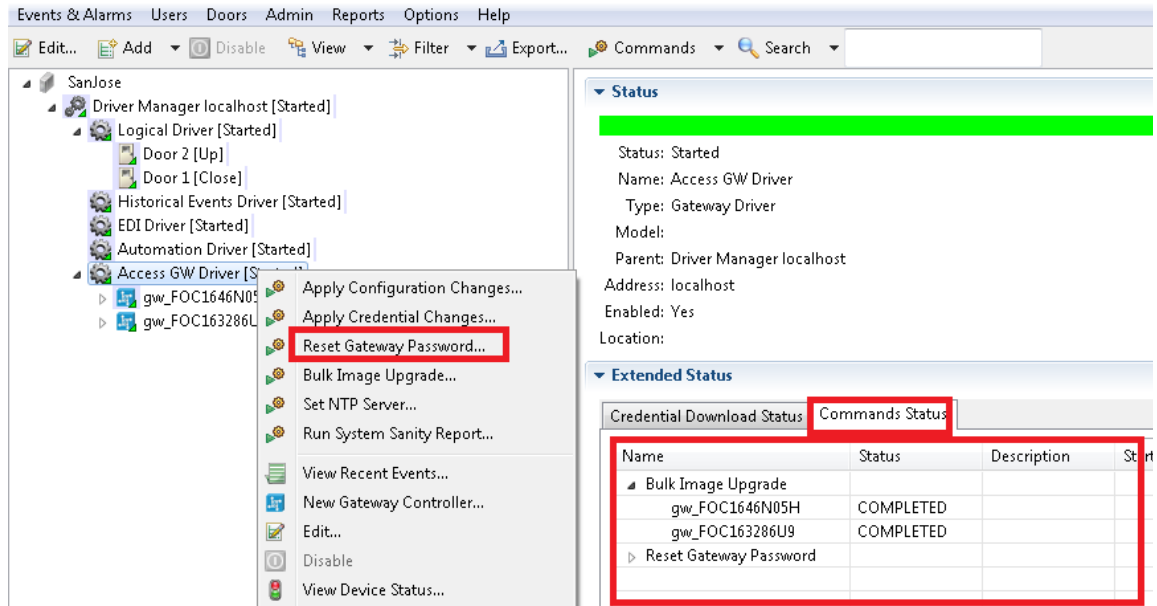 Events & Alarms Users Doors Admin Reports Options Help
Edit... Add Disable View Filter Export... Commands Search
SanJose
Driver Manager localhost [Started]
Logical Driver [Started]
Door 2 [Up]
Door 1 [Close]
Historical Events Driver [Started]
EDI Driver [Started]
Automation Driver [Started]
Access GW Driver
gw_FOC1646N05
gw_FOC163286U
Apply Configuration Changes...
Apply Credential Changes...
Reset Gateway Password...
Bulk Image Upgrade...
Set NTP Server...
Run System Sanity Report...
View Recent Events...
New Gateway Controller...
Edit...
Disable
View Device Status...
Status
Status: Started
Name: Access GW Driver
Type: Gateway Driver
Model:
Parent: Driver Manager localhost
Address: localhost
Enabled: Yes
Location:
Extended Status
Credential Download Status Commands Status
Name Status Description
Bulk Image Upgrade
gw_FOC1646N05H COMPLETED
gw_FOC163286U9 COMPLETED
Reset Gateway Password